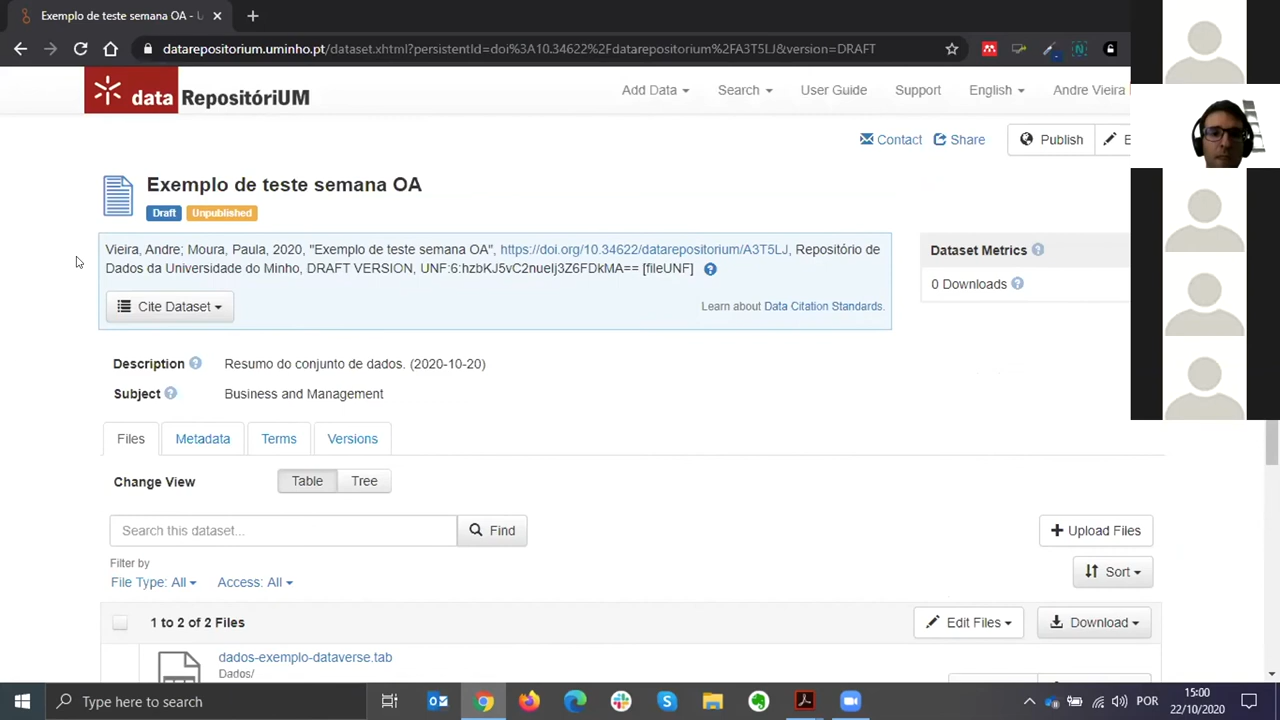 Exemplo de teste semana OA - U
datarepositorium.uminho.pt/dataset.xhtml?persistentId=doi%3A10.34622%2Fdatarepositorium%2FA3T5LJ&version=DRAFT
data RepositóriUM
Add Data
Search
User Guide
Support
English
Andre Vieira
Contact
Share
Publish
E
Exemplo de teste semana OA
Draft
Unpublished
Vieira, Andre; Moura, Paula, 2020, "Exemplo de teste semana OA", https://doi.org/10.34622/datarepositorium/A3T5LJ, Repositório de
Dados da Universidade do Minho, DRAFT VERSION, UNF:6:hzbKJ5vC2nuelj3Z6FDkMA== [fileUNF]
Cite Dataset
Learn about Data Citation Standards.
Dataset Metrics
0 Downloads
Description
Resumo do conjunto de dados. (2020-10-20)
Subject
Business and Management
Files
Metadata
Terms
Versions
Change View
Table
Tree
Search this dataset...
Find
Upload Files
Filter by
File Type: All
Access: All
Sort
1 to 2 of 2 Files
Edit Files
Download
dados-exemplo-dataverse.tab
Dados/
Type here to search
POR
15:00
22/10/2020